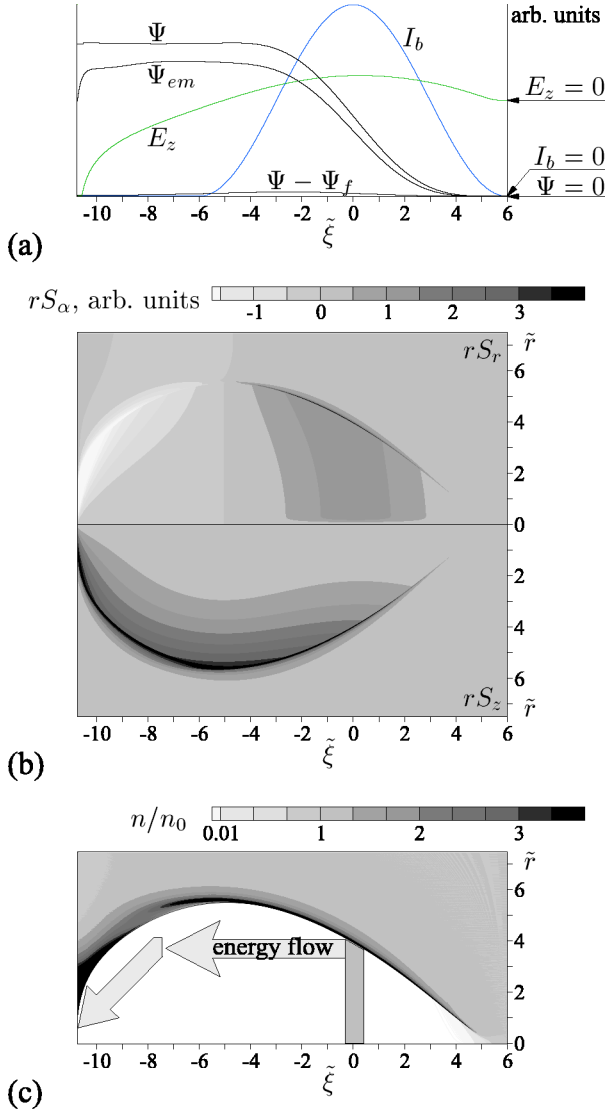 arb. units
Ψ
I_b
Ψ_em
E_z = 0
E_z
I_b = 0
Ψ − Ψ_f
Ψ = 0
-10 -8 -6 -4 -2 0 2 4 6
(a)
ξ̃
rS_α, arb. units
-1 0 1 2 3
rS_r r̃
6
4
2
0
2
4
6
rS_z r̃
-10 -8 -6 -4 -2 0 2 4 6
ξ̃
(b)
n/n_0
0.01 1 2 3
r̃
6
energy flow 4
2
0
-10 -8 -6 -4 -2 0 2 4 6
ξ̃
(c)